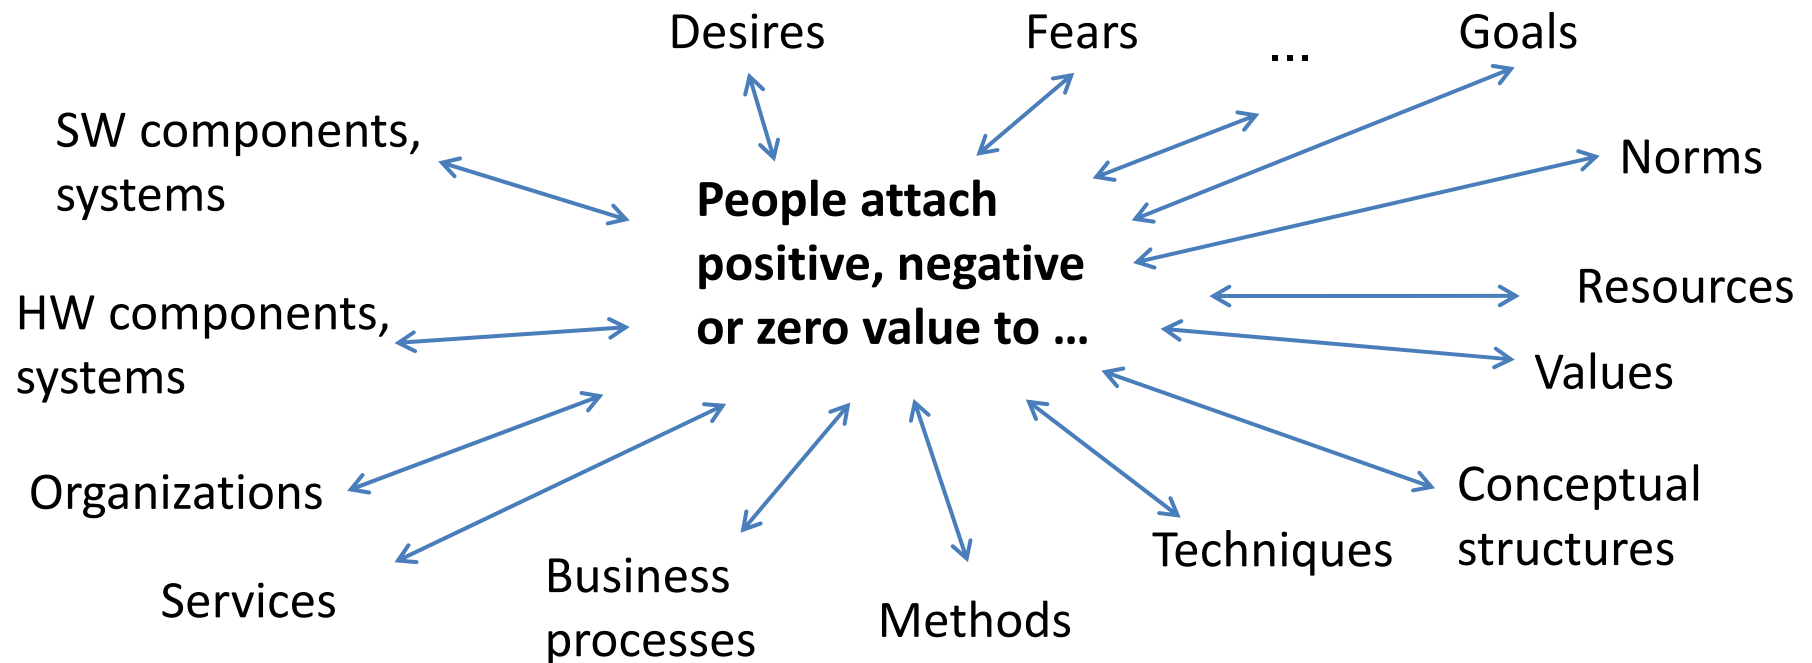 Desires
Fears
...
Goals
SW components,
systems
Norms
People attach
positive, negative
or zero value to ...
HW components,
systems
Resources
Values
Organizations
Conceptual
structures
Services
Business
processes
Methods
Techniques